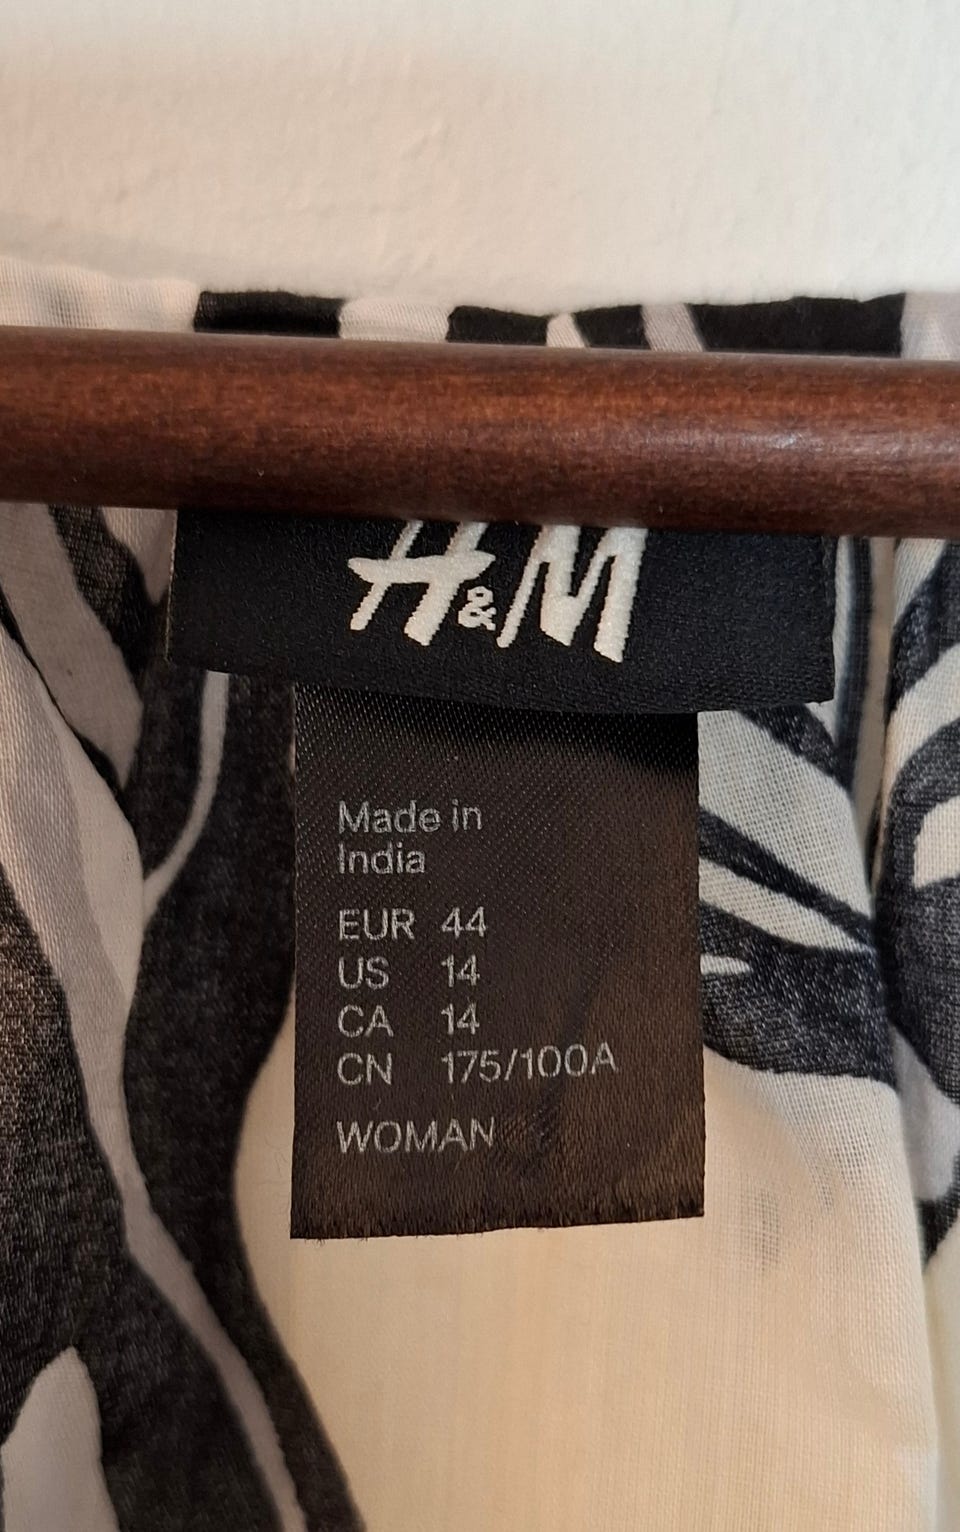 H&M
Made in
India
EUR 44
US 14
CA 14
CN 175/100A
WOMAN